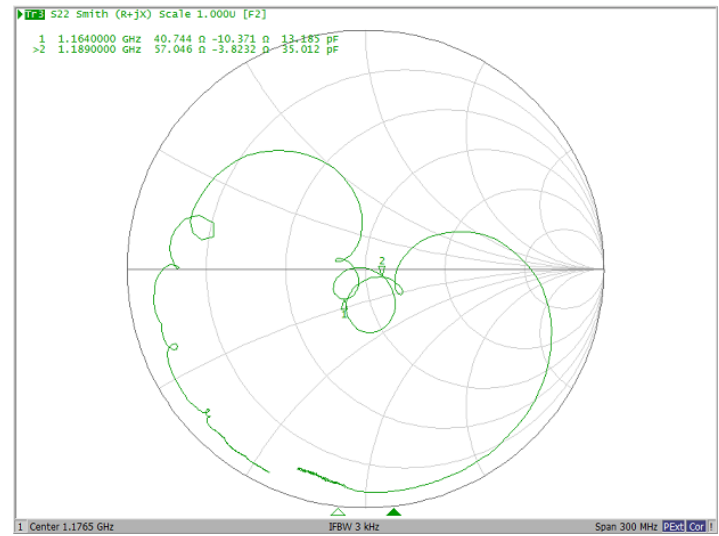 Tr3 S22 Smith (R+jX) Scale 1.000U [F2]
1 1.1640000 GHz 40.744 Ω -10.371 Ω 13.185 pF
>2 1.1890000 GHz 57.046 Ω -3.8232 Ω 35.012 pF
2
1
1 Center 1.1765 GHz IFBW 3 kHz Span 300 MHz PExt Cor !